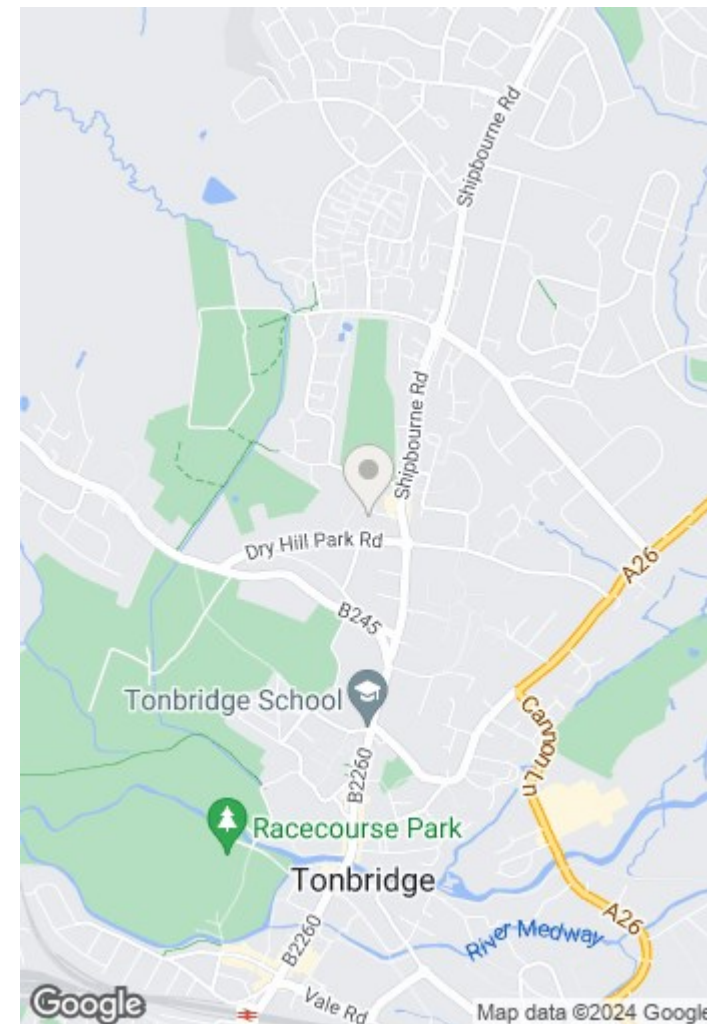 Shipbourne Rd
Shipbourne Rd
Dry Hill Park Rd
A26
B245
Tonbridge School
Cannon Ln
B2260
Racecourse Park
Tonbridge
A26
River Medway
B2260
Vale Rd
Google
Map data ©2024 Google